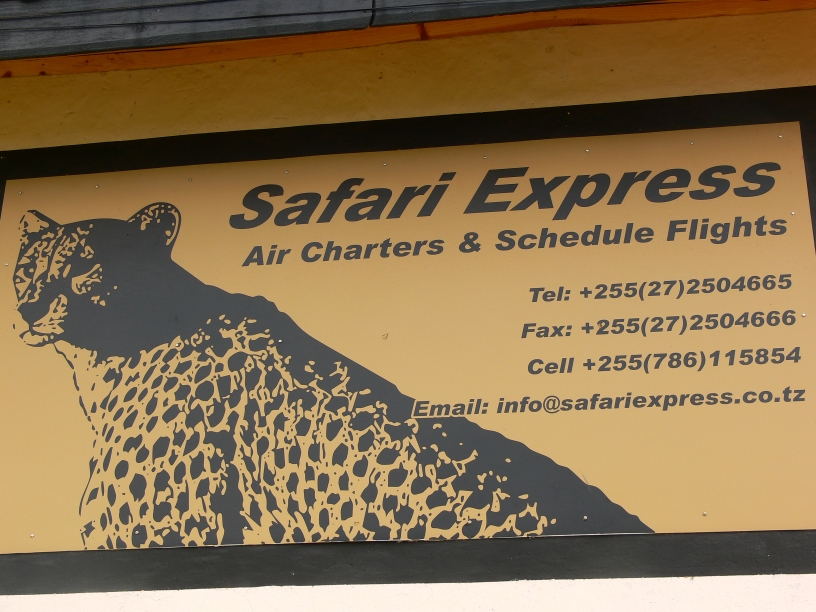 Safari Express
Air Charters & Schedule Flights
Tel: +255(27)2504665
Fax: +255(27)2504666
Cell +255(786)115854
Email: info@safariexpress.co.tz